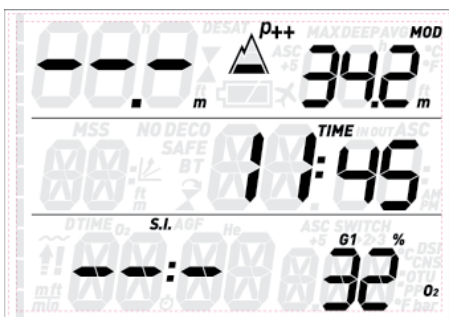 P++ MOD
--.- m 34.2 m
TIME
11:45
S.I. G1 %
--:- 32 O₂